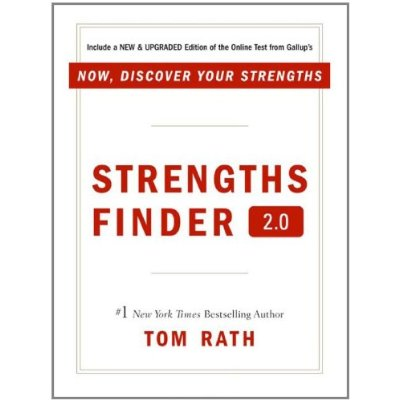 Include a NEW & UPGRADED Edition of the Online Test from Gallup's
NOW, DISCOVER YOUR STRENGTHS
STRENGTHS
FINDER 2.0
#1 New York Times Bestselling Author
TOM RATH